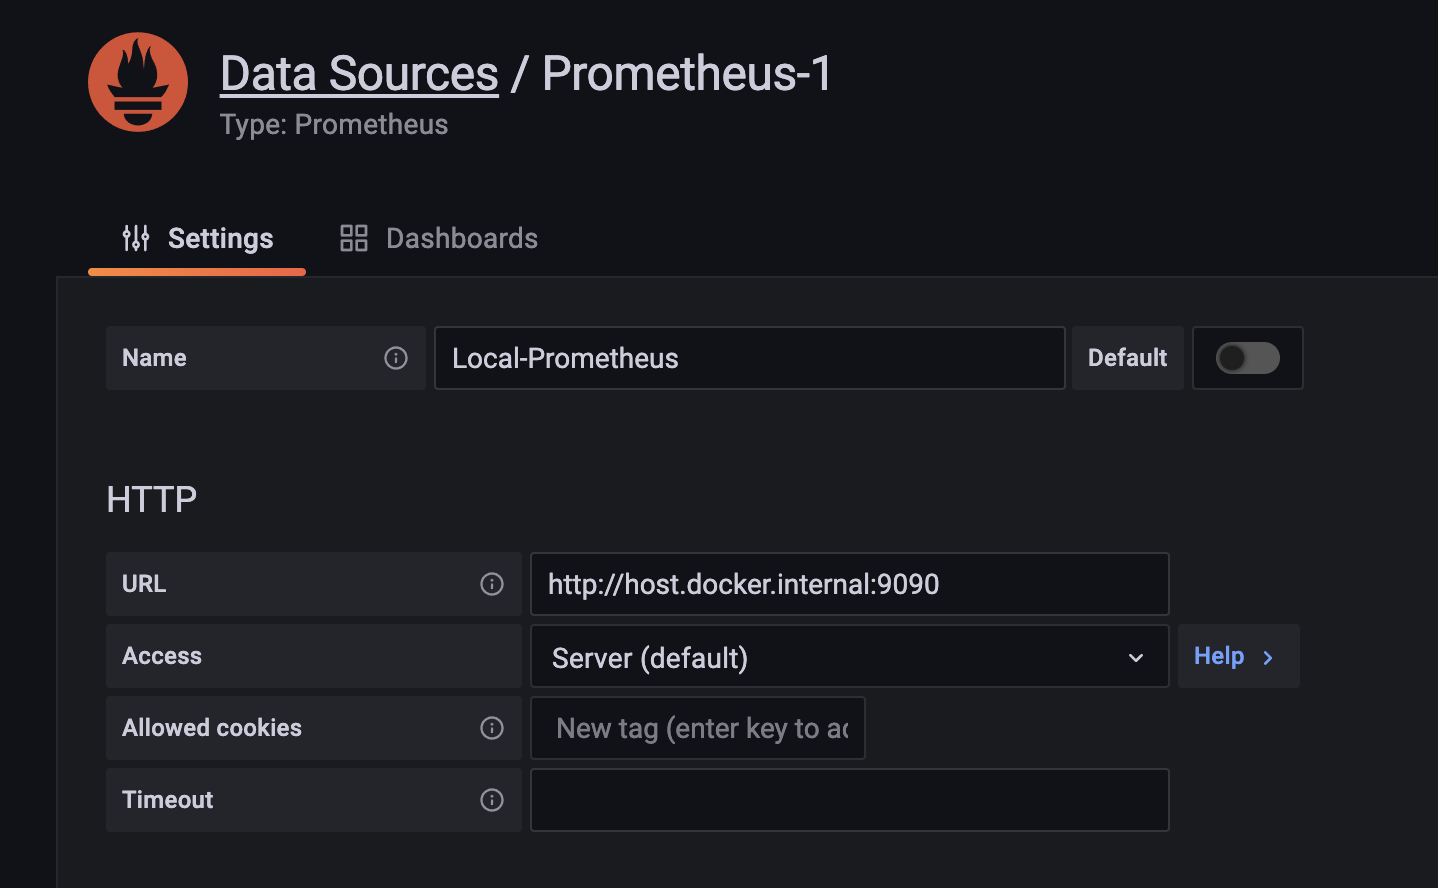 Data Sources / Prometheus-1
Type: Prometheus
Settings
Dashboards
Name
Local-Prometheus
Default
HTTP
URL
http://host.docker.internal:9090
Access
Server (default)
Help
Allowed cookies
New tag (enter key to
Timeout